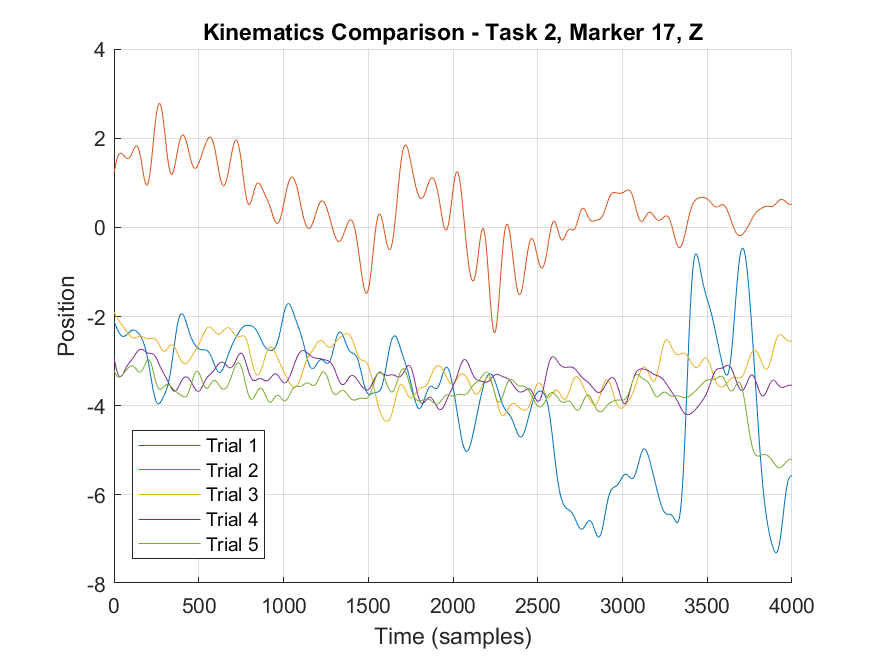 Kinematics Comparison - Task 2, Marker 17, Z
4
2
0
-2
-4
-6
-8
Position
Trial 1
Trial 2
Trial 3
Trial 4
Trial 5
0 500 1000 1500 2000 2500 3000 3500 4000
Time (samples)